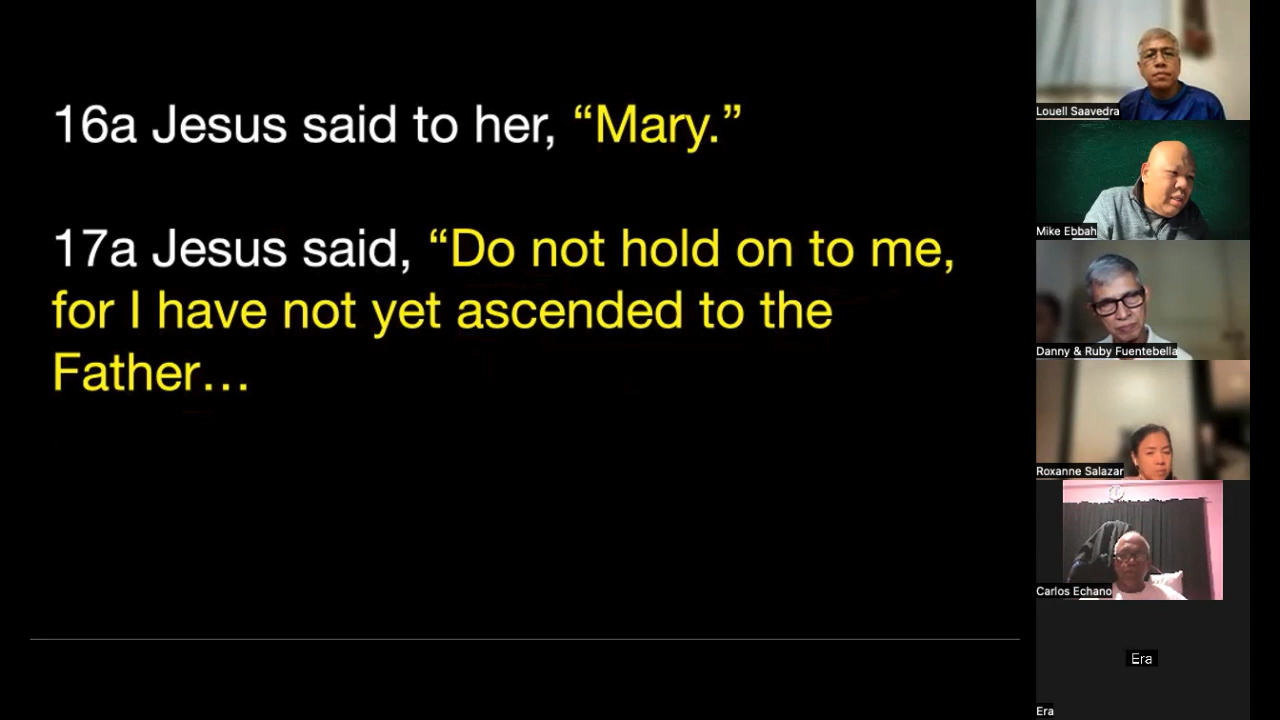 16a Jesus said to her, “Mary.”
17a Jesus said, “Do not hold on to me,
for I have not yet ascended to the
Father…
Louell Saavedra
Mike Ebbah
Danny & Ruby Fuentebella
Roxanne Salazar
Carlos Echano
Era
Era